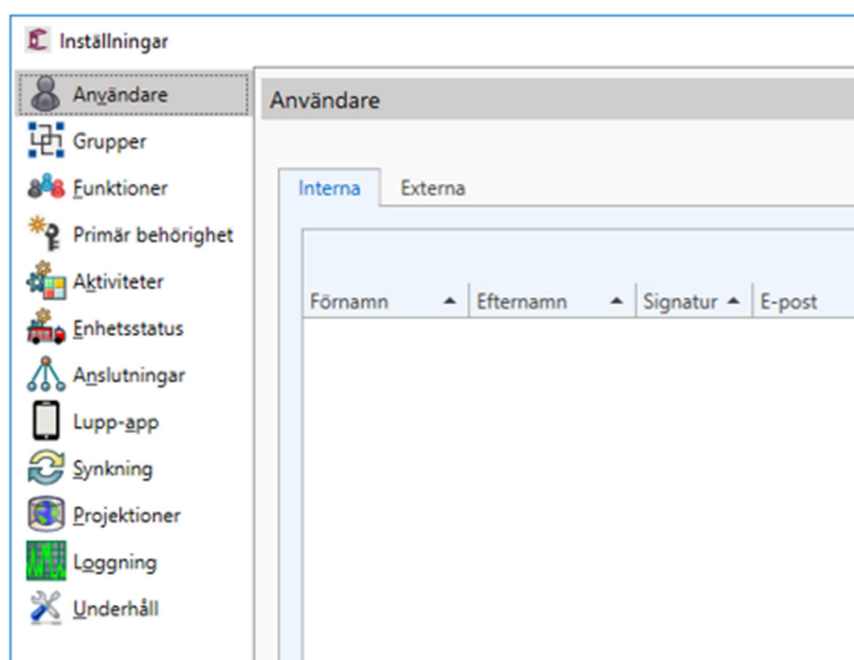 Inställningar
Användare
Grupper
Funktioner
Primär behörighet
Aktiviteter
Enhetsstatus
Anslutningar
Lupp-app
Synkning
Projektioner
Loggning
Underhåll
Användare
Interna Externa
Förnamn Efternamn Signatur E-post